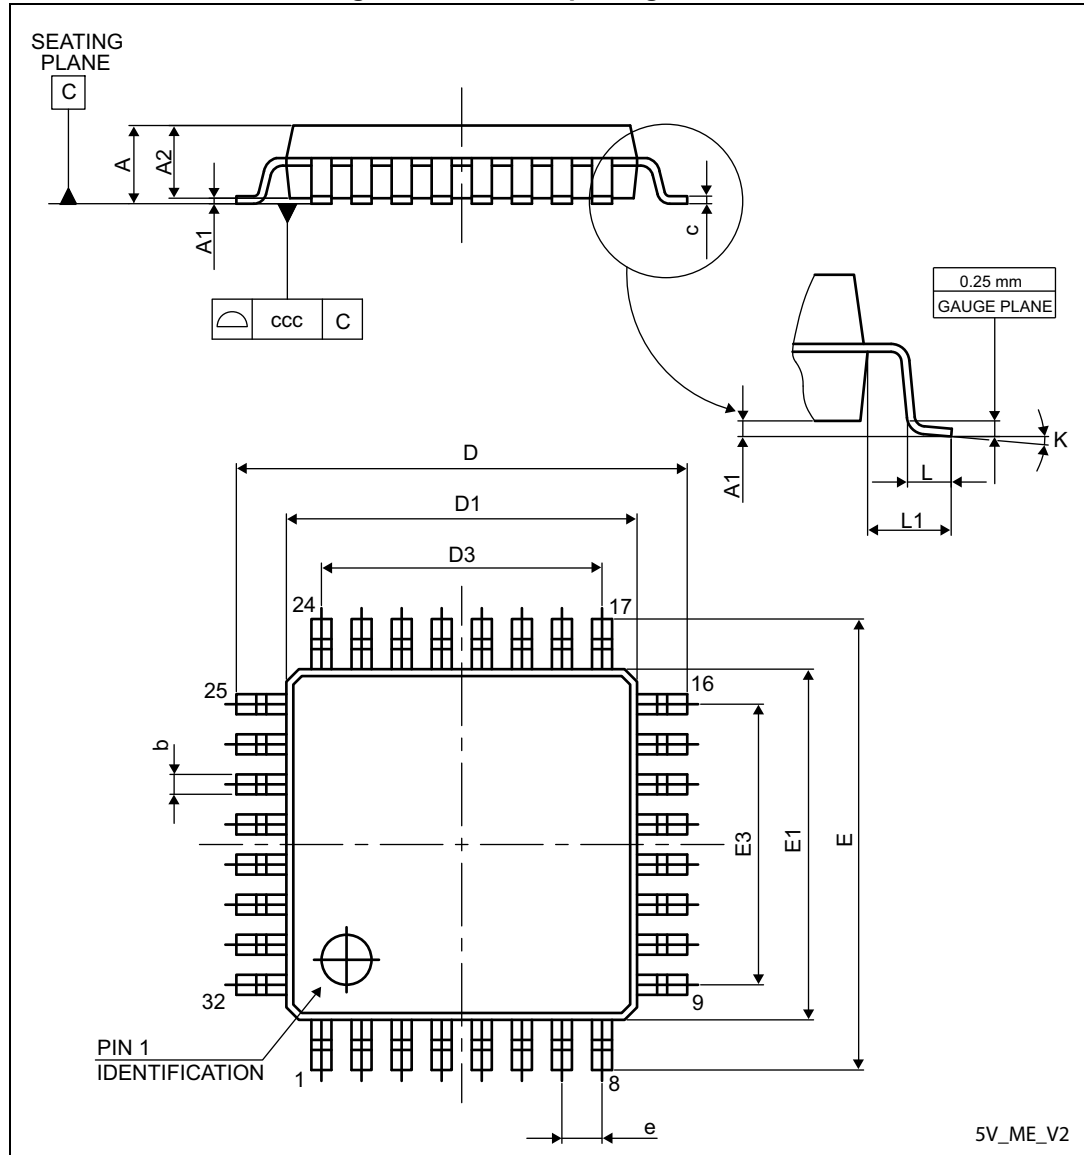 SEATING
PLANE
C
A
A2
A1
c
ccc
C
0.25 mm
GAUGE PLANE
K
A1
L
L1
D
D1
D3
24
17
25
16
b
E3
E1
E
32
9
PIN 1
IDENTIFICATION
1
8
e
5V_ME_V2